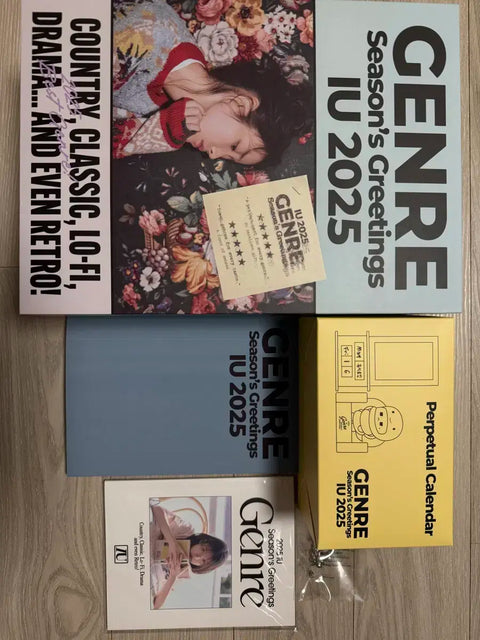 GENRE
Season's Greetings
IU 2025
COUNTRY, CLASSIC, LO-FI,
DRAMA... AND EVEN RETRO!
IU 2025
GENRE
Season's Greetings
★★★★★
★★★★★
GENRE
Season's Greetings
IU 2025
Perpetual Calendar
GENRE
Season's Greetings
IU 2025
2025 IU
Season's Greetings
Genre
Country, Classic, Lo-Fi, Drama
and even Retro!
IU